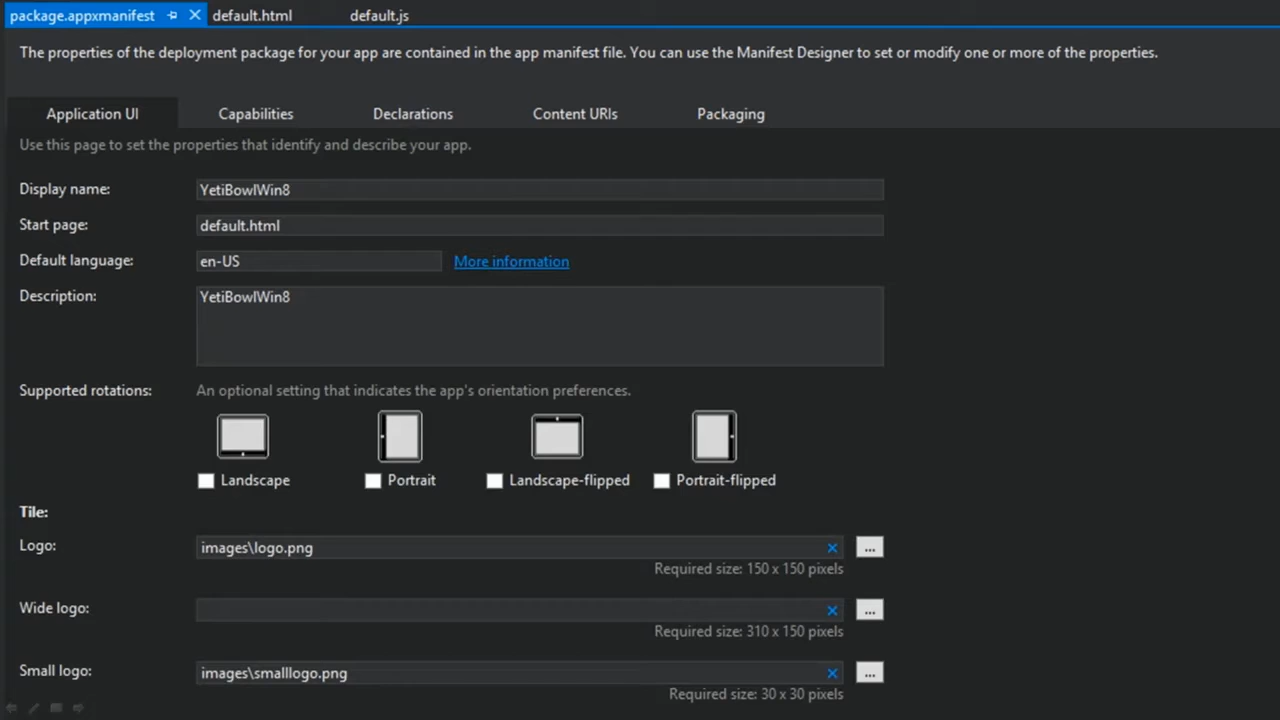 package.appxmanifest default.html default.js
The properties of the deployment package for your app are contained in the app manifest file. You can use the Manifest Designer to set or modify one or more of the properties.
Application UI Capabilities Declarations Content URIs Packaging
Use this page to set the properties that identify and describe your app.
Display name: YetiBowlWin8
Start page: default.html
Default language: en-US More information
Description: YetiBowlWin8
Supported rotations: An optional setting that indicates the app's orientation preferences.
Landscape Portrait Landscape-flipped Portrait-flipped
Tile:
Logo: images\logo.png ...
Required size: 150 x 150 pixels
Wide logo: ...
Required size: 310 x 150 pixels
Small logo: images\smalllogo.png ...
Required size: 30 x 30 pixels